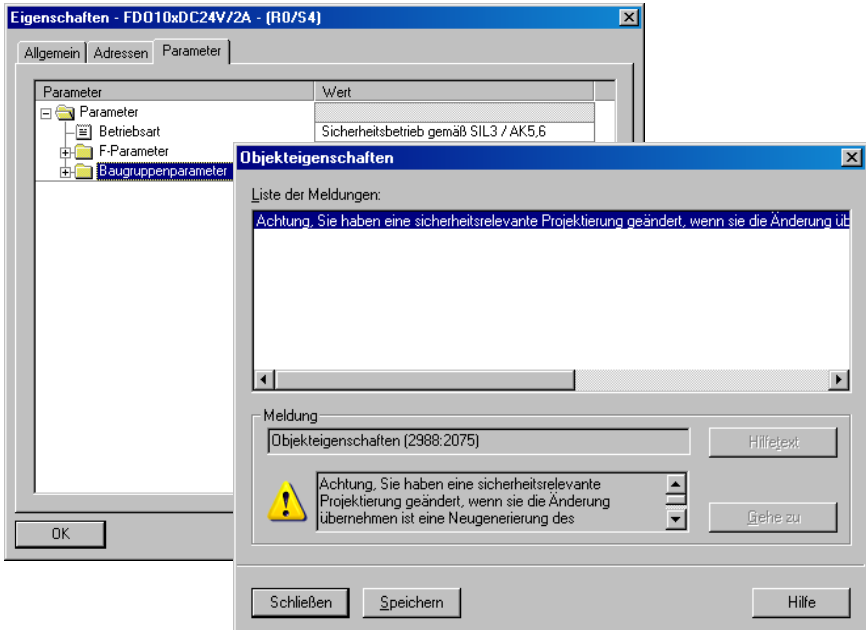 Eigenschaften - FDO10xDC24V/2A - (R0/S4)
Allgemein Adressen Parameter
Parameter Wert
Parameter
Betriebsart Sicherheitsbetrieb gemäß SIL3 / AK5,6
F-Parameter
Baugruppenparameter
OK
Objekteigenschaften
Liste der Meldungen:
Achtung, Sie haben eine sicherheitsrelevante Projektierung geändert, wenn sie die Änderung üb
Meldung
Objekteigenschaften (2988:2075)
Hilfetext
Achtung, Sie haben eine sicherheitsrelevante
Projektierung geändert, wenn sie die Änderung
übernehmen ist eine Neugenerierung des
Gehe zu
Schließen Speichern Hilfe